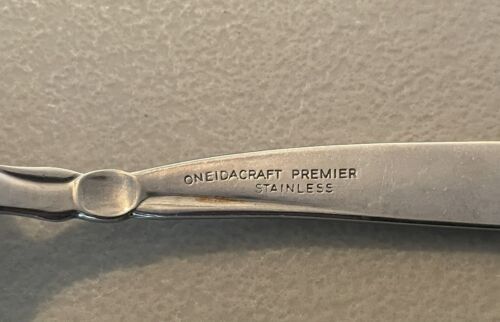 ONEIDACRAFT PREMIER
STAINLESS